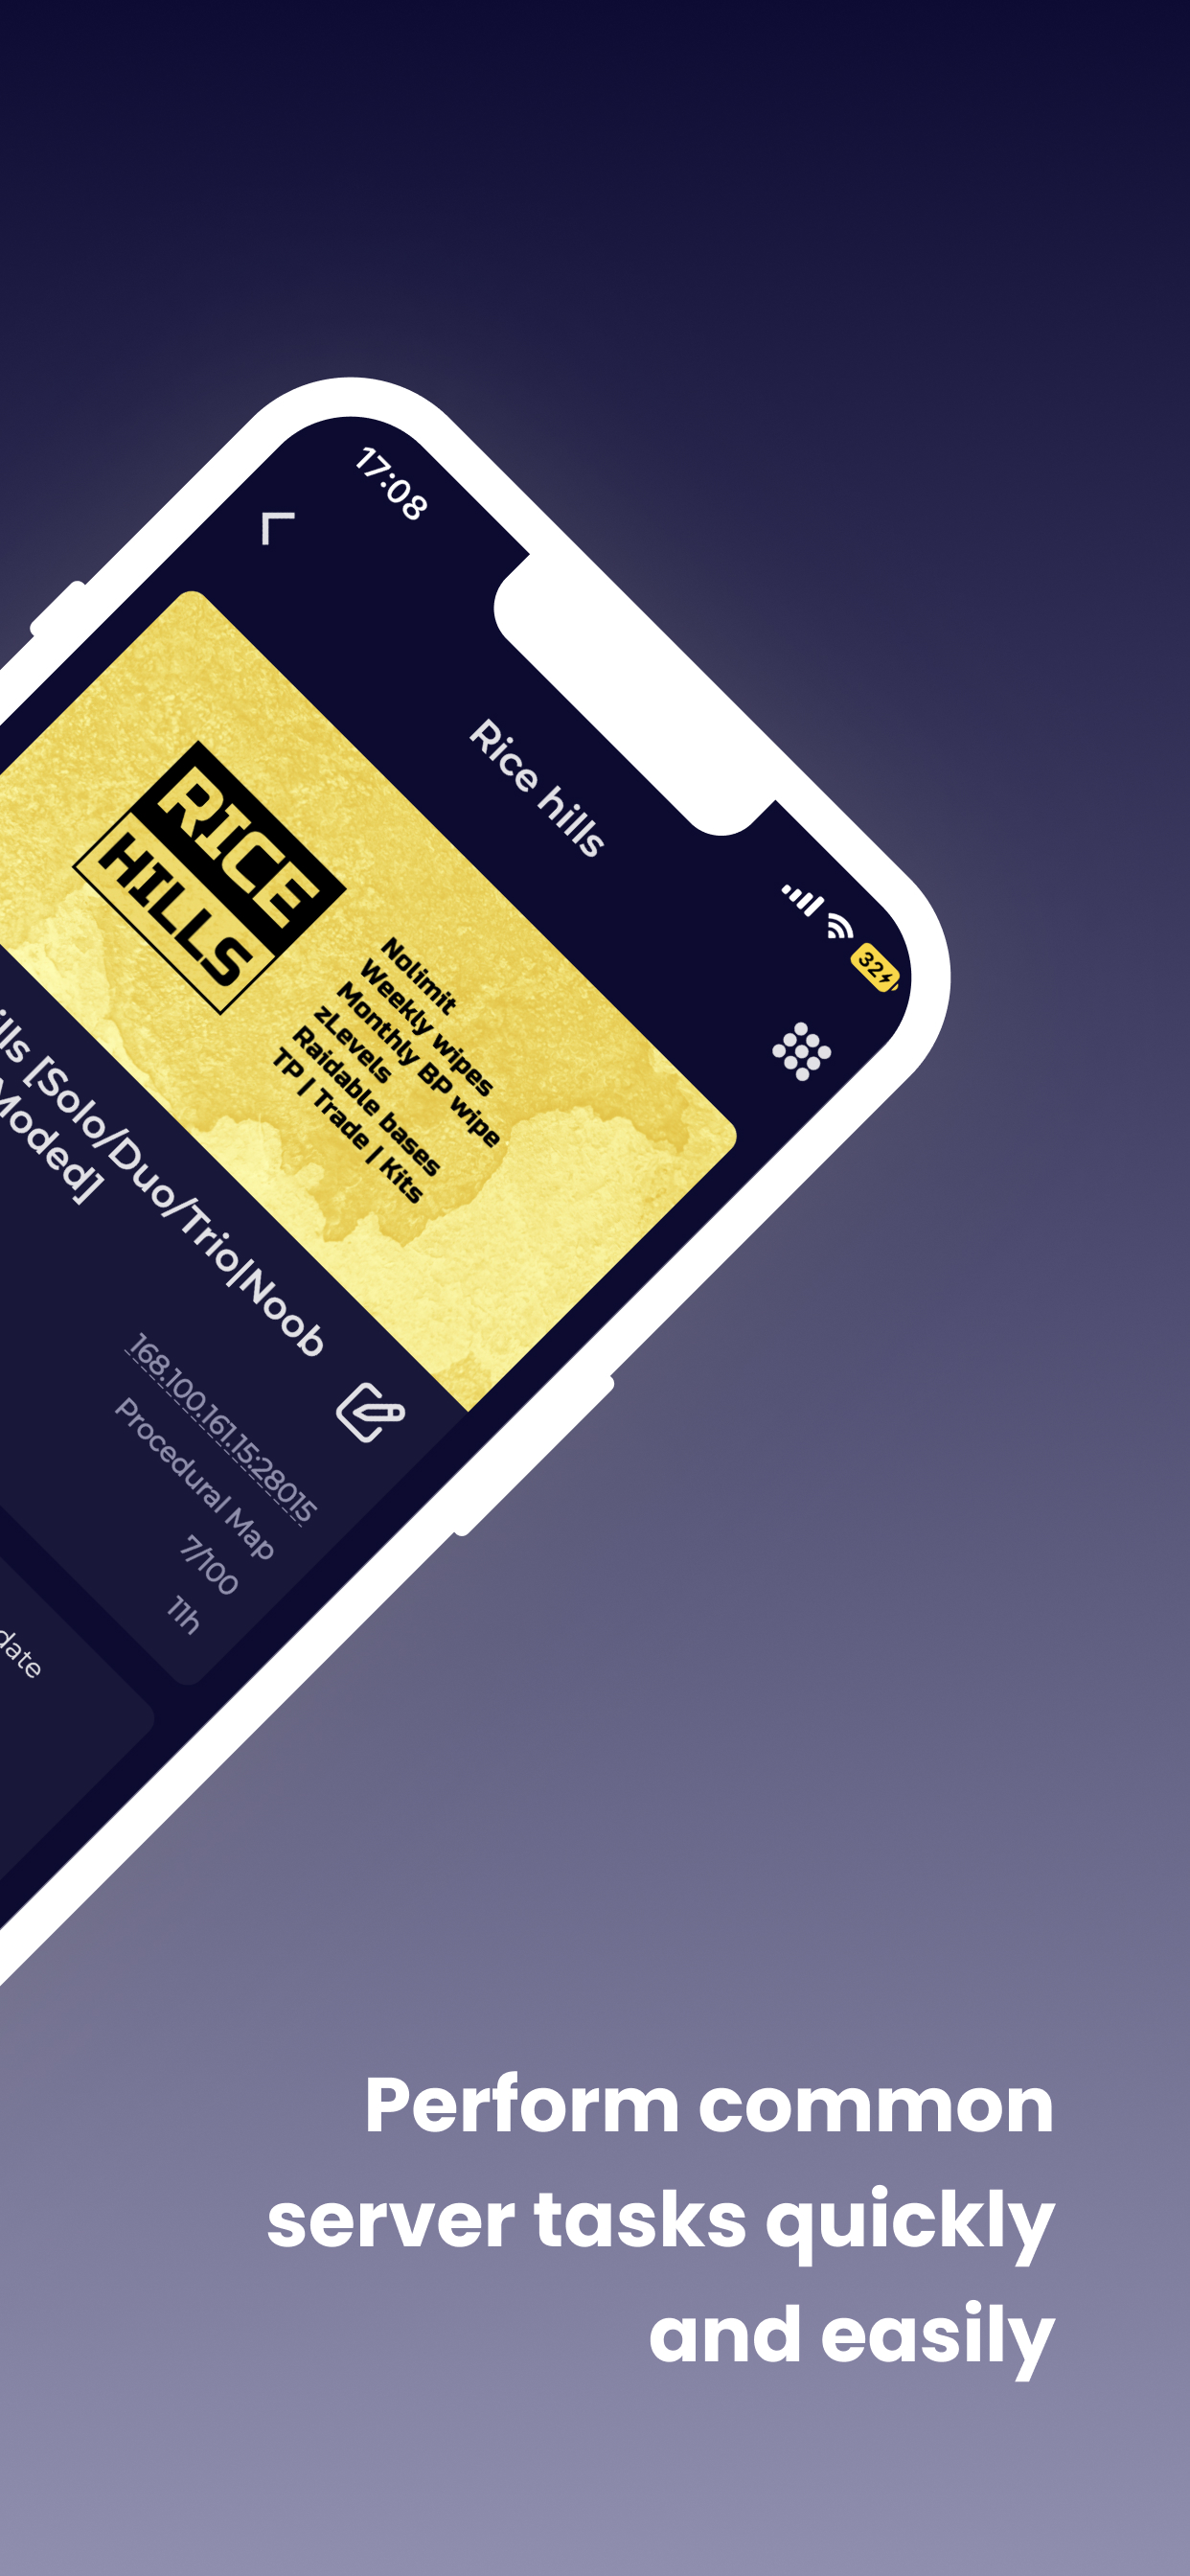 17:08
32
Rice hills
RICE
HILLS
Nolimit
Weekly wipes
Monthly BP wipe
zLevels
Raidable bases
TP | Trade | Kits
[Solo/Duo/Trio|Noob
Moded]
168.100.161.15:28015
Procedural Map
7/100
11h
Perform common
server tasks quickly
and easily